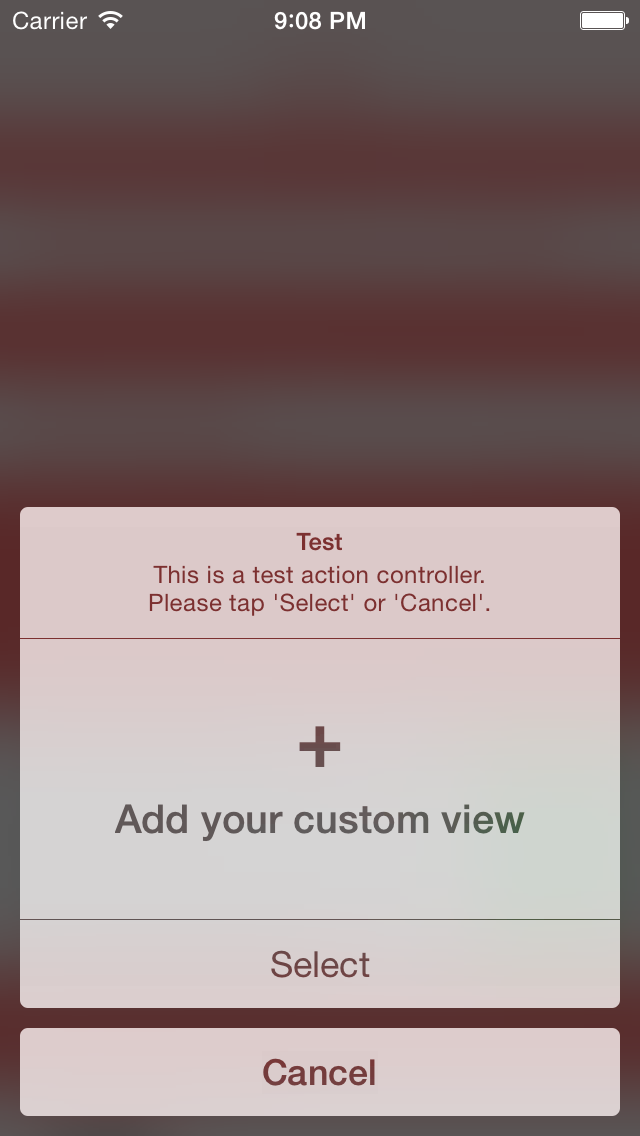 Carrier 9:08 PM
Test
This is a test action controller.
Please tap 'Select' or 'Cancel'.
+
Add your custom view
Select
Cancel